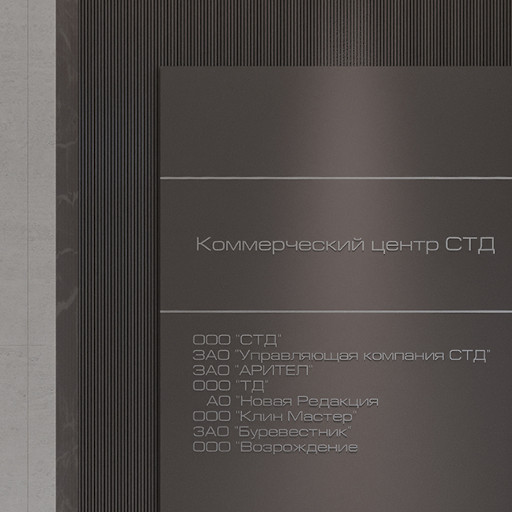 Коммерческий центр СТД
ООО "СТД"
ЗАО "Управляющая компания СТД"
ЗАО "АРИТЕЛ"
ООО "ТД"
АО "Новая Редакция
ООО "Клин Мастер"
ЗАО "Буревестник"
ООО "Возрождение